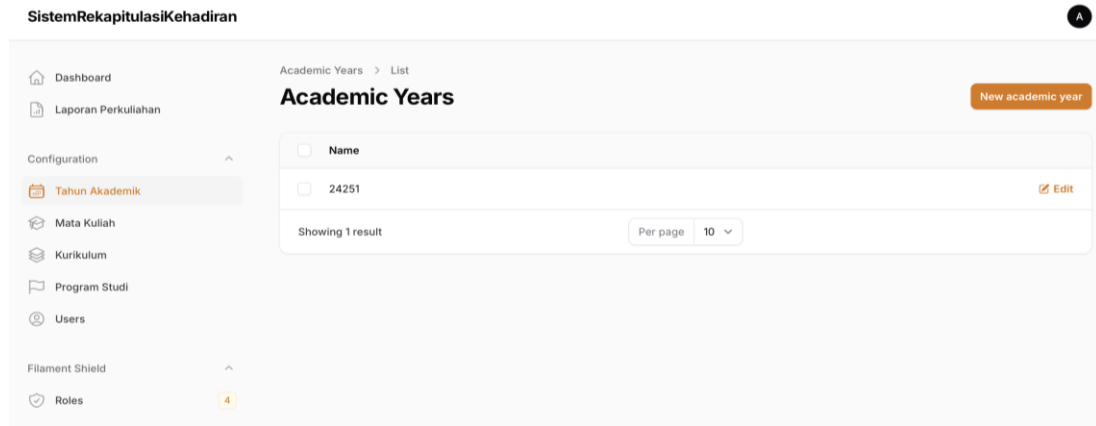 SistemRekapitulasiKehadiran
A
Dashboard
Laporan Perkuliahan
Configuration
Tahun Akademik
Mata Kuliah
Kurikulum
Program Studi
Users
Filament Shield
Roles 4
Academic Years > List
Academic Years
New academic year
Name
24251 Edit
Showing 1 result Per page 10